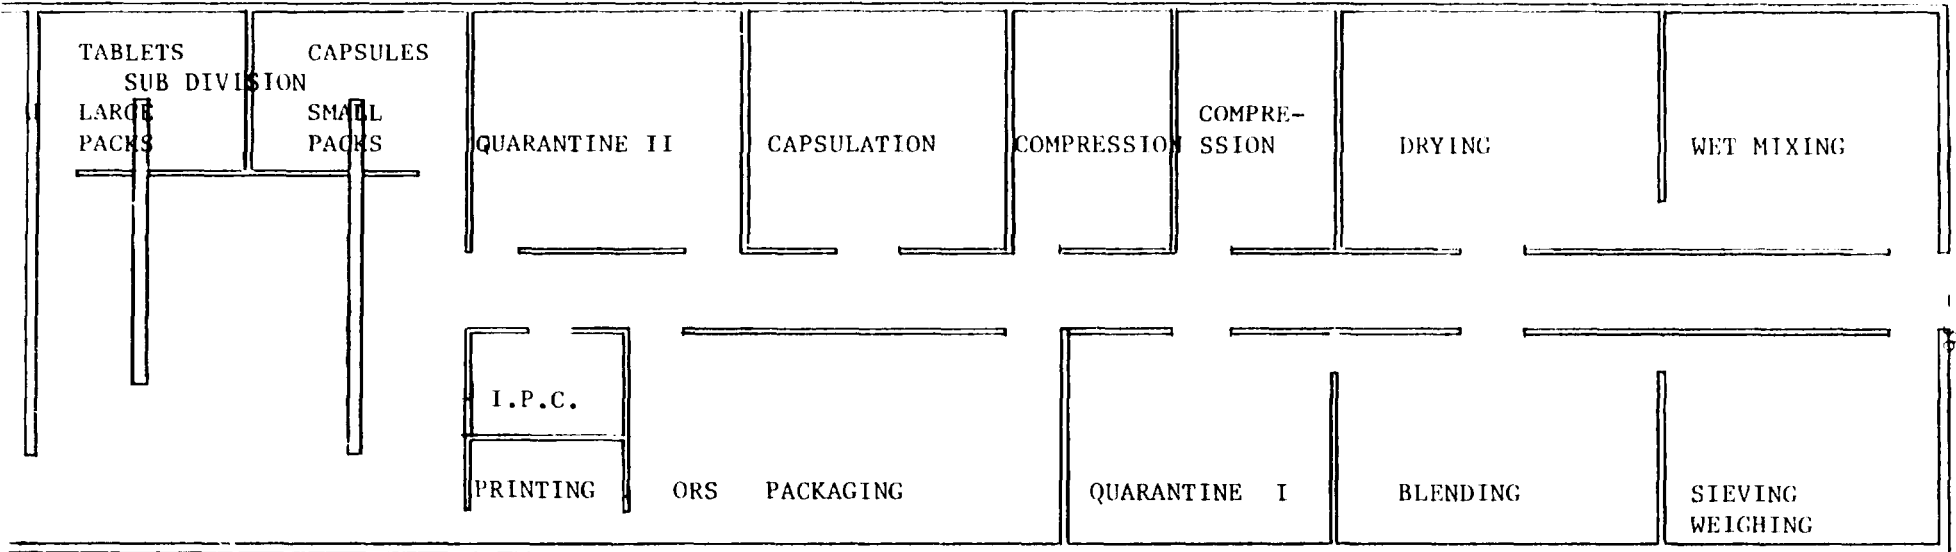 TABLETS CAPSULES
SUB DIVISION
LARGE SMALL
PACKS PACKS
COMPRE-
QUARANTINE II CAPSULATION COMPRESSION SSION DRYING WET MIXING
I.P.C.
PRINTING ORS PACKAGING QUARANTINE I BLENDING SIEVING
WEIGHING